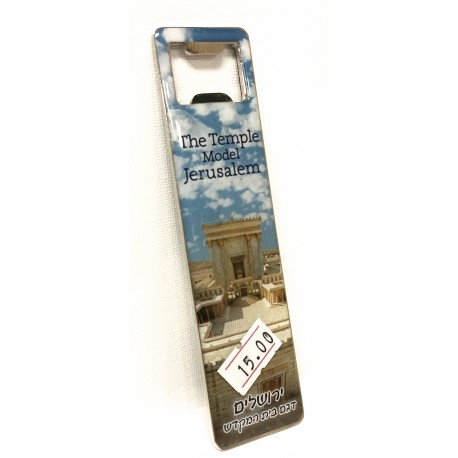 The Temple
Model
Jerusalem
15.00
ירושלים
דגם בית המקדש